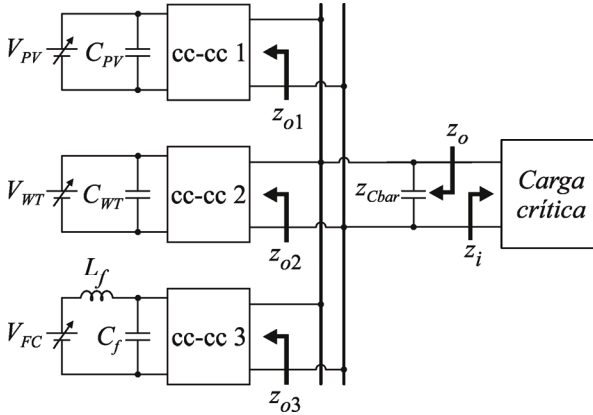 V_PV
C_PV
cc-cc 1
z_o1
V_WT
C_WT
cc-cc 2
z_o2
z_Cbar
z_o
z_i
Carga
crítica
L_f
V_FC
C_f
cc-cc 3
z_o3